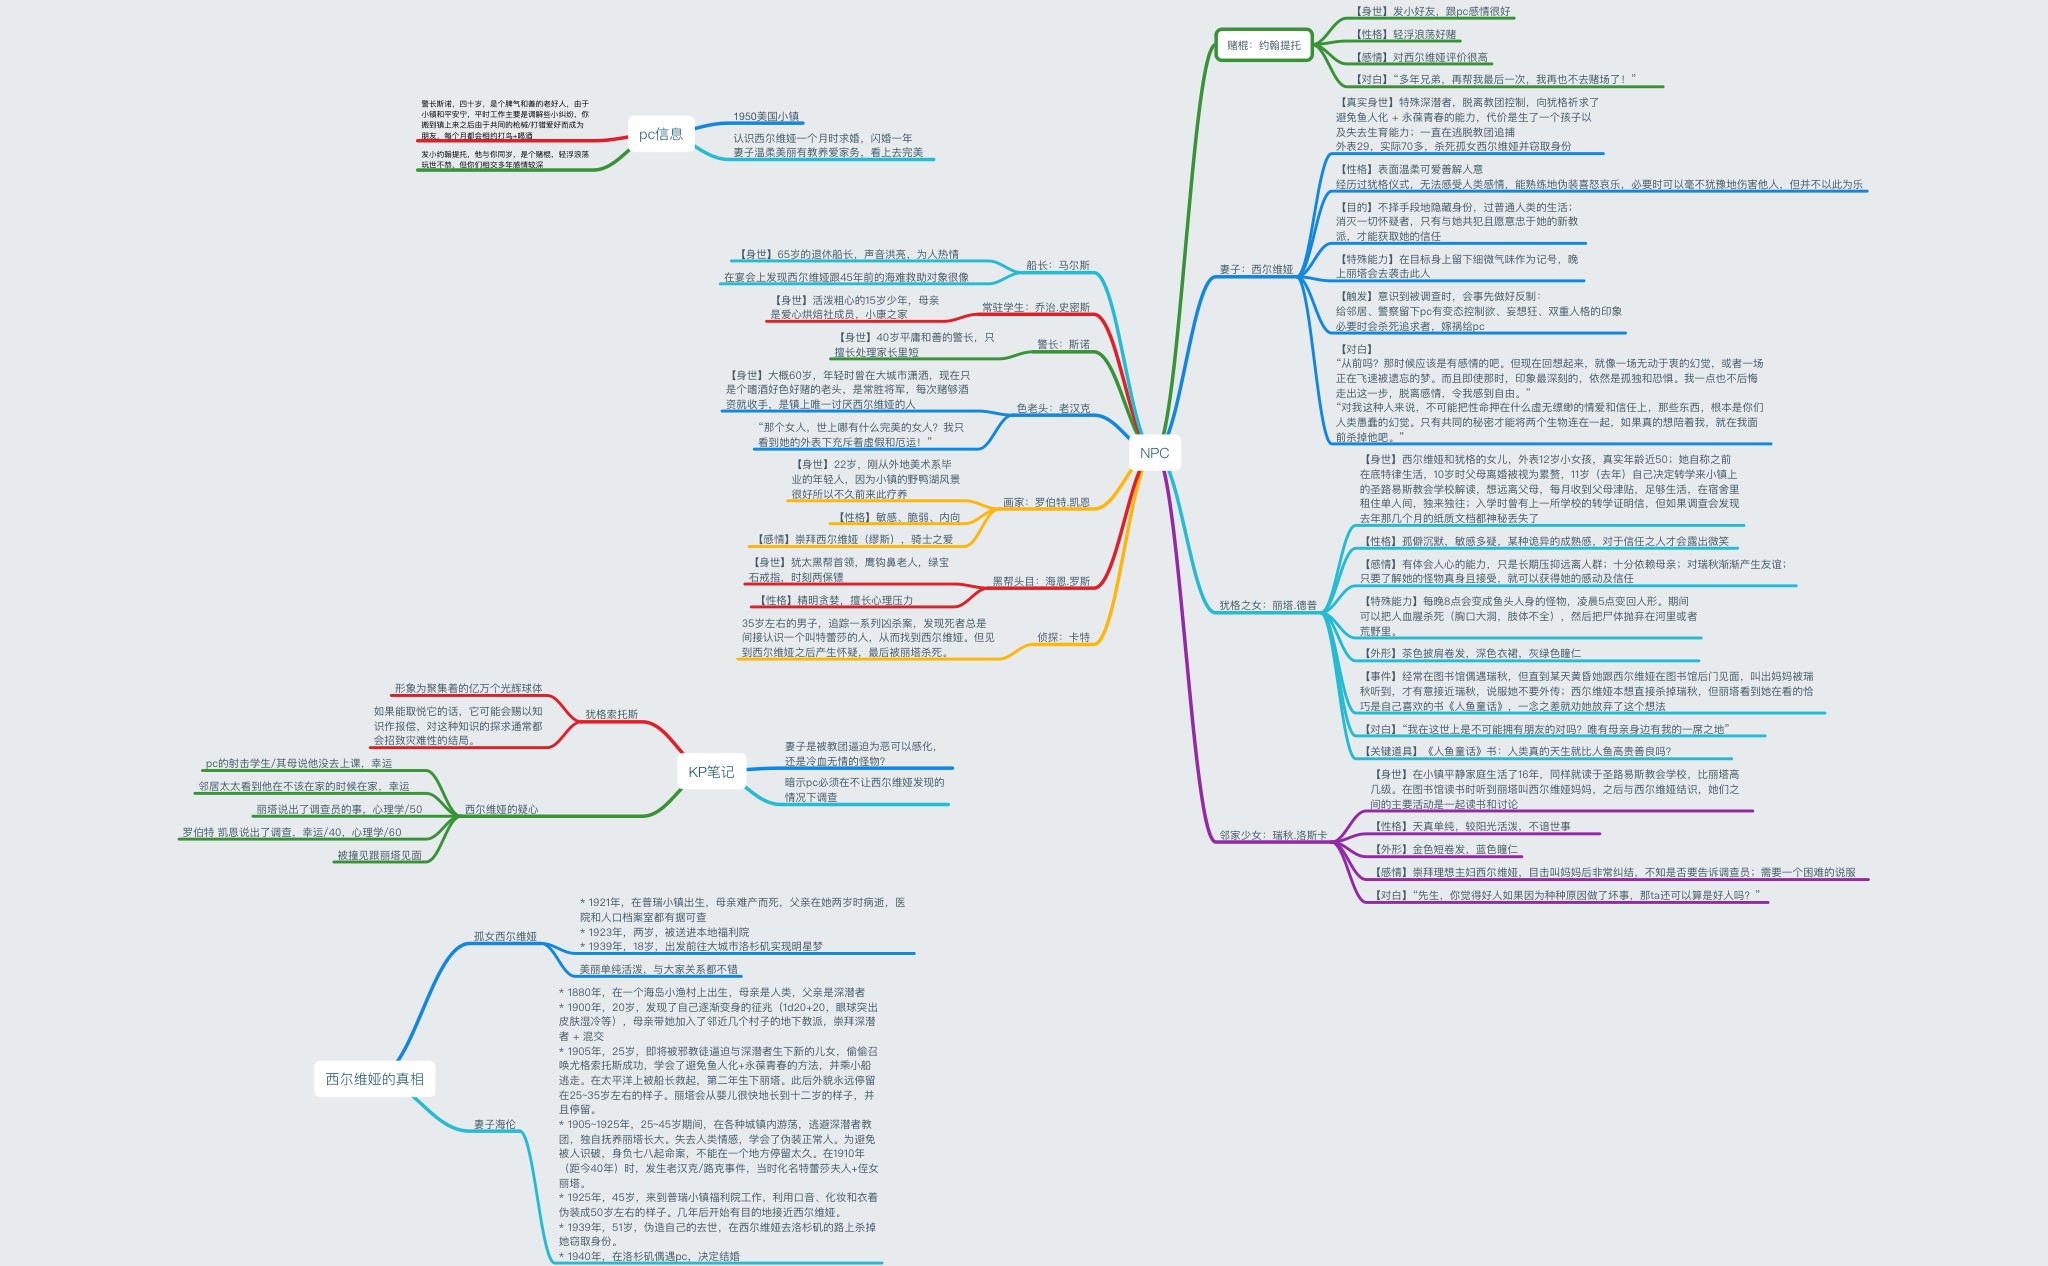 pc信息
警长斯诺，四十岁，是个脾气和善的老好人，由于
小镇和平安宁，平时工作主要是调解些小纠纷，你
搬到镇上来之后由于共同的枪械/打猎爱好而成为
朋友，每个月都会相约打鸟+喝酒
发小约翰提托，他与你同岁，是个赌棍，轻浮浪荡
玩世不恭，但你们相交多年感情较深
1950美国小镇
认识西尔维娅一个月时求婚，闪婚一年
妻子温柔美丽有教养爱家务，看上去完美
NPC
赌棍：约翰提托
【身世】发小好友，跟pc感情很好
【性格】轻浮浪荡好赌
【感情】对西尔维娅评价很高
【对白】“多年兄弟，再帮我最后一次，我再也不去赌场了！”
妻子：西尔维娅
【真实身世】特殊深潜者，脱离教团控制，向犹格祈求了
避免鱼人化 + 永葆青春的能力，代价是生了一个孩子以
及失去生育能力；一直在逃脱教团追捕
外表29，实际70多，杀死孤女西尔维娅并窃取身份
【性格】表面温柔可爱善解人意
经历过犹格仪式，无法感受人类感情，能熟练地伪装喜怒哀乐，必要时可以毫不犹豫地伤害他人，但并不以此为乐
【目的】不择手段地隐藏身份，过普通人类的生活；
消灭一切怀疑者，只有与她共犯且愿意忠于她的新教
派，才能获取她的信任
【特殊能力】在目标身上留下细微气味作为记号，晚
上丽塔会去袭击此人
【触发】意识到被调查时，会事先做好反制：
给邻居、警察留下pc有变态控制欲、妄想狂、双重人格的印象
必要时会杀死追求者，嫁祸给pc
【对白】
“从前吗？那时候应该是有感情的吧。但现在回想起来，就像一场无动于衷的幻觉，或者一场
正在飞速被遗忘的梦。而且即使那时，印象最深刻的，依然是孤独和恐惧。我一点也不后悔
走出这一步，脱离感情，令我感到自由。”
“对我这种人来说，不可能把性命押在什么虚无缥缈的情爱和信任上，那些东西，根本是你们
人类愚蠢的幻觉。只有共同的秘密才能将两个生物连在一起，如果真的想陪着我，就在我面
前杀掉他吧。”
犹格之女：丽塔.德普
【身世】西尔维娅和犹格的女儿，外表12岁小女孩，真实年龄近50；她自称之前
在底特律生活，10岁时父母离婚被视为累赘，11岁（去年）自己决定转学来小镇上
的圣路易斯教会学校解读，想远离父母，每月收到父母津贴，足够生活，在宿舍里
租住单人间，独来独往；入学时曾有上一所学校的转学证明信，但如果调查会发现
去年那几个月的纸质文档都神秘丢失了
【性格】孤僻沉默，敏感多疑，某种诡异的成熟感，对于信任之人才会露出微笑
【感情】有体会人心的能力，只是长期压抑远离人群；十分依赖母亲；对瑞秋渐渐产生友谊；
只要了解她的怪物真身且接受，就可以获得她的感动及信任
【特殊能力】每晚8点会变成鱼头人身的怪物，凌晨5点变回人形。期间
可以把人血腥杀死（胸口大洞，肢体不全），然后把尸体抛弃在河里或者
荒野里。
【外形】茶色披肩卷发，深色衣裙，灰绿色瞳仁
【事件】经常在图书馆偶遇瑞秋，但直到某天黄昏她跟西尔维娅在图书馆后门见面，叫出妈妈被瑞
秋听到，才有意接近瑞秋，说服她不要外传；西尔维娅本想直接杀掉瑞秋，但丽塔看到她在看的恰
巧是自己喜欢的书《人鱼童话》，一念之差就劝她放弃了这个想法
【对白】“我在这世上是不可能拥有朋友的对吗？唯有母亲身边有我的一席之地”
【关键道具】《人鱼童话》书：人类真的天生就比人鱼高贵善良吗？
邻家少女：瑞秋.洛斯卡
【身世】在小镇平静家庭生活了16年，同样就读于圣路易斯教会学校，比丽塔高
几级。在图书馆读书时听到丽塔叫西尔维娅妈妈，之后与西尔维娅结识，她们之
间的主要活动是一起读书和讨论
【性格】天真单纯，较阳光活泼，不谙世事
【外形】金色短卷发，蓝色瞳仁
【感情】崇拜理想主妇西尔维娅，目击叫妈妈后非常纠结，不知是否要告诉调查员；需要一个困难的说服
【对白】“先生，你觉得好人如果因为种种原因做了坏事，那ta还可以算是好人吗？”
船长：马尔斯
【身世】65岁的退休船长，声音洪亮，为人热情
在宴会上发现西尔维娅跟45年前的海难救助对象很像
常驻学生：乔治.史密斯
【身世】活泼粗心的15岁少年，母亲
是爱心烘焙社成员，小康之家
警长：斯诺
【身世】40岁平庸和善的警长，只
擅长处理家长里短
色老头：老汉克
【身世】大概60岁，年轻时曾在大城市潇洒，现在只
是个嗜酒好色好赌的老头，是常胜将军，每次赌够酒
资就收手，是镇上唯一讨厌西尔维娅的人
“那个女人，世上哪有什么完美的女人？我只
看到她的外表下充斥着虚假和厄运！”
画家：罗伯特.凯恩
【身世】22岁，刚从外地美术系毕
业的年轻人，因为小镇的野鸭湖风景
很好所以不久前来此疗养
【性格】敏感、脆弱、内向
【感情】崇拜西尔维娅（缪斯），骑士之爱
黑帮头目：海恩.罗斯
【身世】犹太黑帮首领，鹰钩鼻老人，绿宝
石戒指，时刻两保镖
【性格】精明贪婪，擅长心理压力
侦探：卡特
35岁左右的男子，追踪一系列凶杀案，发现死者总是
间接认识一个叫特蕾莎的人，从而找到西尔维娅。但见
到西尔维娅之后产生怀疑，最后被丽塔杀死。
KP笔记
犹格索托斯
形象为聚集着的亿万个光辉球体
如果能取悦它的话，它可能会赐以知
识作报偿，对这种知识的探求通常都
会招致灾难性的结局。
西尔维娅的疑心
pc的射击学生/其母说他没去上课，幸运
邻居太太看到他在不该在家的时候在家，幸运
丽塔说出了调查员的事，心理学/50
罗伯特 凯恩说出了调查，幸运/40，心理学/60
被撞见跟丽塔见面
妻子是被教团逼迫为恶可以感化，
还是冷血无情的怪物？
暗示pc必须在不让西尔维娅发现的
情况下调查
西尔维娅的真相
孤女西尔维娅
* 1921年，在普瑞小镇出生，母亲难产而死，父亲在她两岁时病逝，医
院和人口档案室都有据可查
* 1923年，两岁，被送进本地福利院
* 1939年，18岁，出发前往大城市洛杉矶实现明星梦
美丽单纯活泼，与大家关系都不错
妻子海伦
* 1880年，在一个海岛小渔村上出生，母亲是人类，父亲是深潜者
* 1900年，20岁，发现了自己逐渐变身的征兆（1d20+20，眼球突出
皮肤湿冷等），母亲带她加入了邻近几个村子的地下教派，崇拜深潜
者 + 混交
* 1905年，25岁，即将被邪教徒逼迫与深潜者生下新的儿女，偷偷召
唤尤格索托斯成功，学会了避免鱼人化+永葆青春的方法，并乘小船
逃走。在太平洋上被船长救起，第二年生下丽塔。此后外貌永远停留
在25~35岁左右的样子。丽塔会从婴儿很快地长到十二岁的样子，并
且停留。
* 1905~1925年，25~45岁期间，在各种城镇内游荡，逃避深潜者教
团，独自抚养丽塔长大。失去人类情感，学会了伪装正常人。为避免
被人识破，身负七八起命案，不能在一个地方停留太久。在1910年
（距今40年）时，发生老汉克/路克事件，当时化名特蕾莎夫人+侄女
丽塔。
* 1925年，45岁，来到普瑞小镇福利院工作，利用口音、化妆和衣着
伪装成50岁左右的样子。几年后开始有目的地接近西尔维娅。
* 1939年，51岁，伪造自己的去世，在西尔维娅去洛杉矶的路上杀掉
她窃取身份。
* 1940年，在洛杉矶偶遇pc，决定结婚